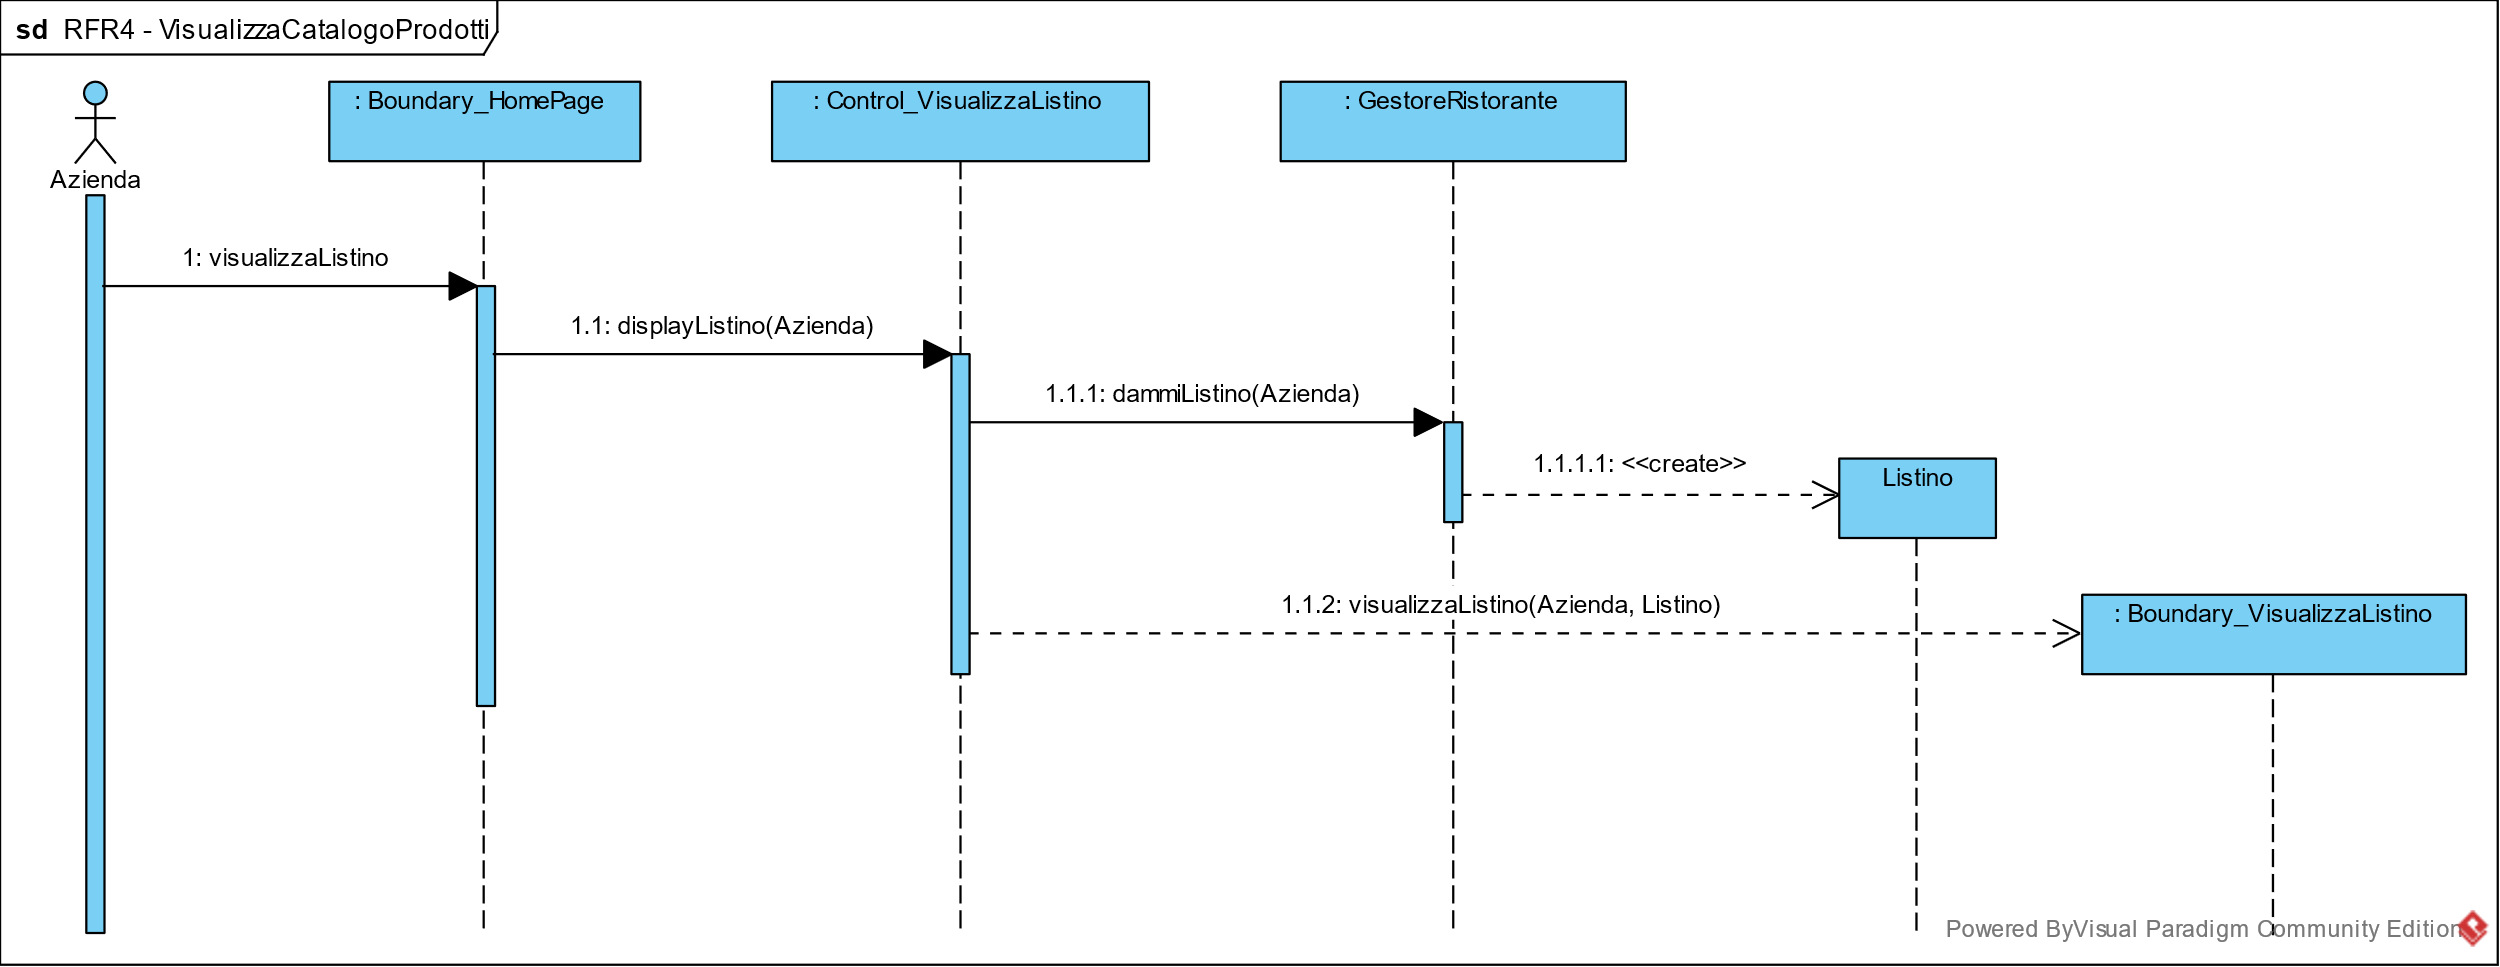 sd RFR4 - VisualizzaCatalogoProdotti
: Boundary_HomePage
: Control_VisualizzaListino
: GestoreRistorante
Azienda
1: visualizzaListino
1.1: displayListino(Azienda)
1.1.1: dammiListino(Azienda)
1.1.1.1: <<create>>
Listino
1.1.2: visualizzaListino(Azienda, Listino)
: Boundary_VisualizzaListino
Powered ByVisual Paradigm Community Edition